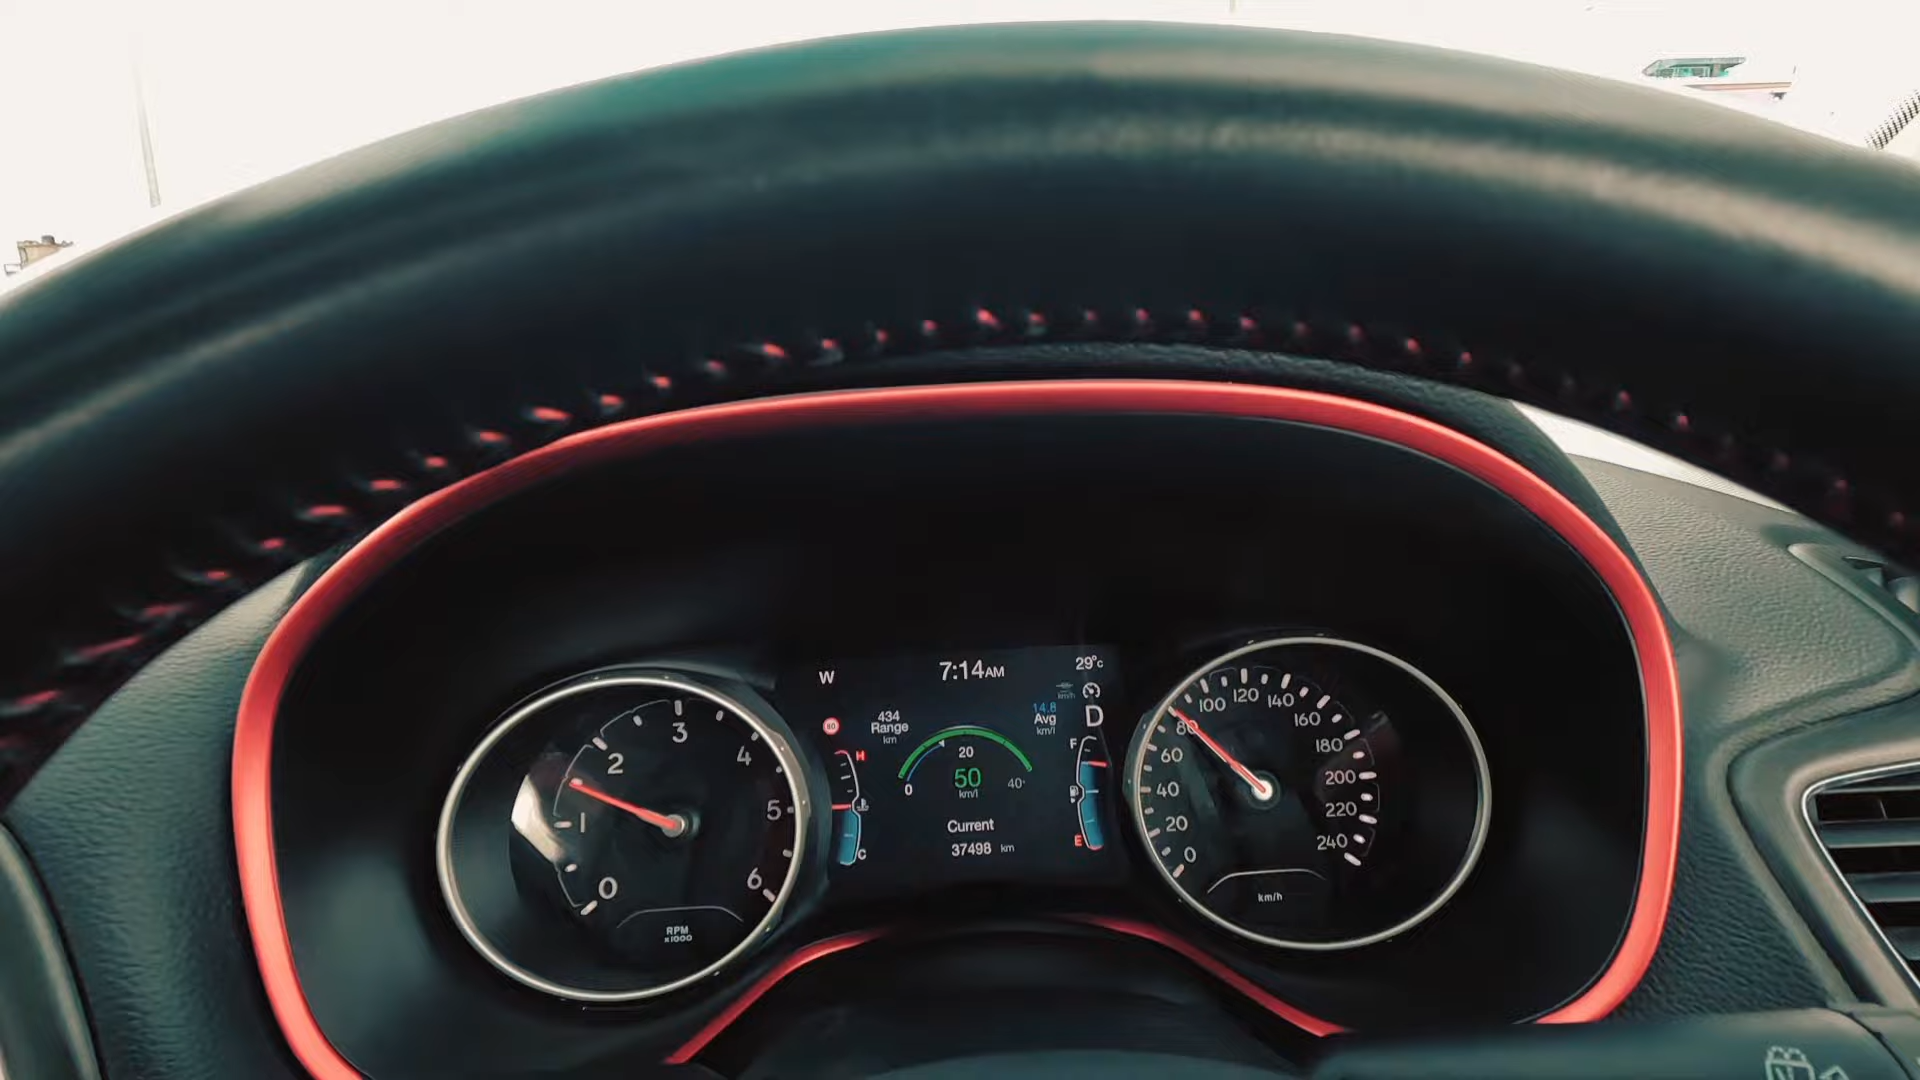 W
7:14AM
29°C
80
434
Range
km
14.8
Avg
km/l
km/h
D
H
C
F
E
0
20
40+
50
km/l
Current
37498 km
0
1
2
3
4
5
6
RPM
x1000
0
20
40
60
80
100
120
140
160
180
200
220
240
km/h